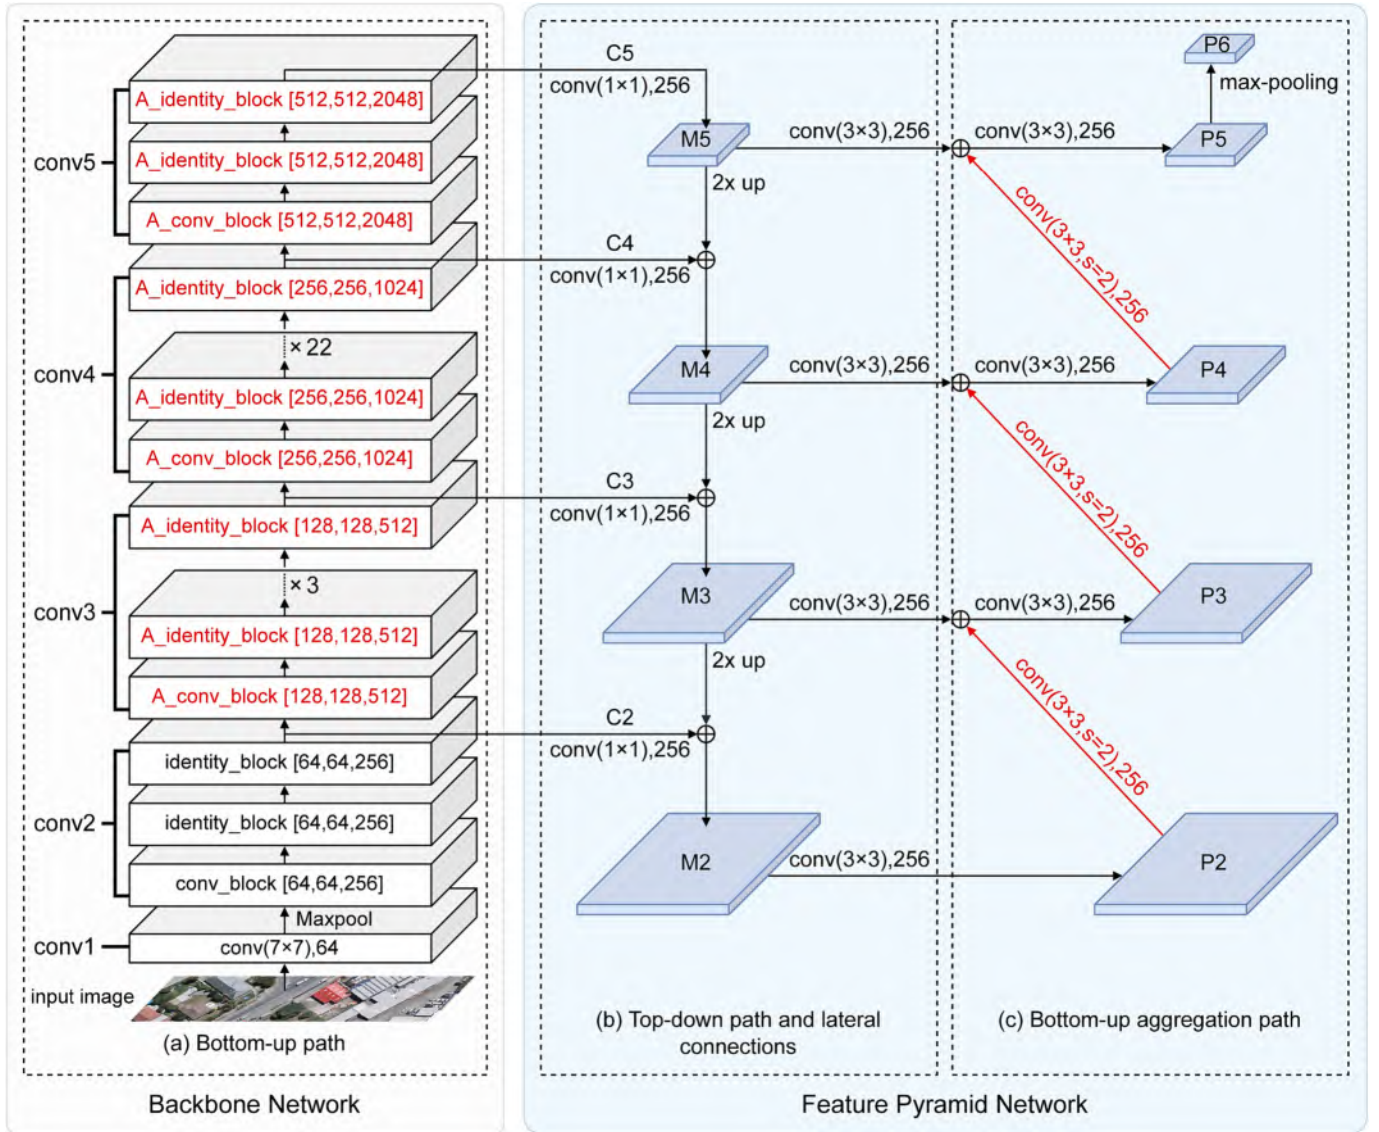 A_identity_block [512,512,2048]
A_identity_block [512,512,2048]
conv5
A_conv_block [512,512,2048]
A_identity_block [256,256,1024]
× 22
conv4
A_identity_block [256,256,1024]
A_conv_block [256,256,1024]
A_identity_block [128,128,512]
× 3
conv3
A_identity_block [128,128,512]
A_conv_block [128,128,512]
identity_block [64,64,256]
identity_block [64,64,256]
conv2
conv_block [64,64,256]
Maxpool
conv1
conv(7×7),64
input image
(a) Bottom-up path
Backbone Network
C5
conv(1×1),256
M5
2x up
C4
conv(1×1),256
M4
2x up
C3
conv(1×1),256
M3
2x up
C2
conv(1×1),256
M2
conv(3×3),256
conv(3×3),256
conv(3×3),256
conv(3×3),256
(b) Top-down path and lateral
connections
P6
max-pooling
conv(3×3),256
P5
conv(3×3,s=2),256
conv(3×3),256
P4
conv(3×3,s=2),256
conv(3×3),256
P3
conv(3×3,s=2),256
P2
(c) Bottom-up aggregation path
Feature Pyramid Network